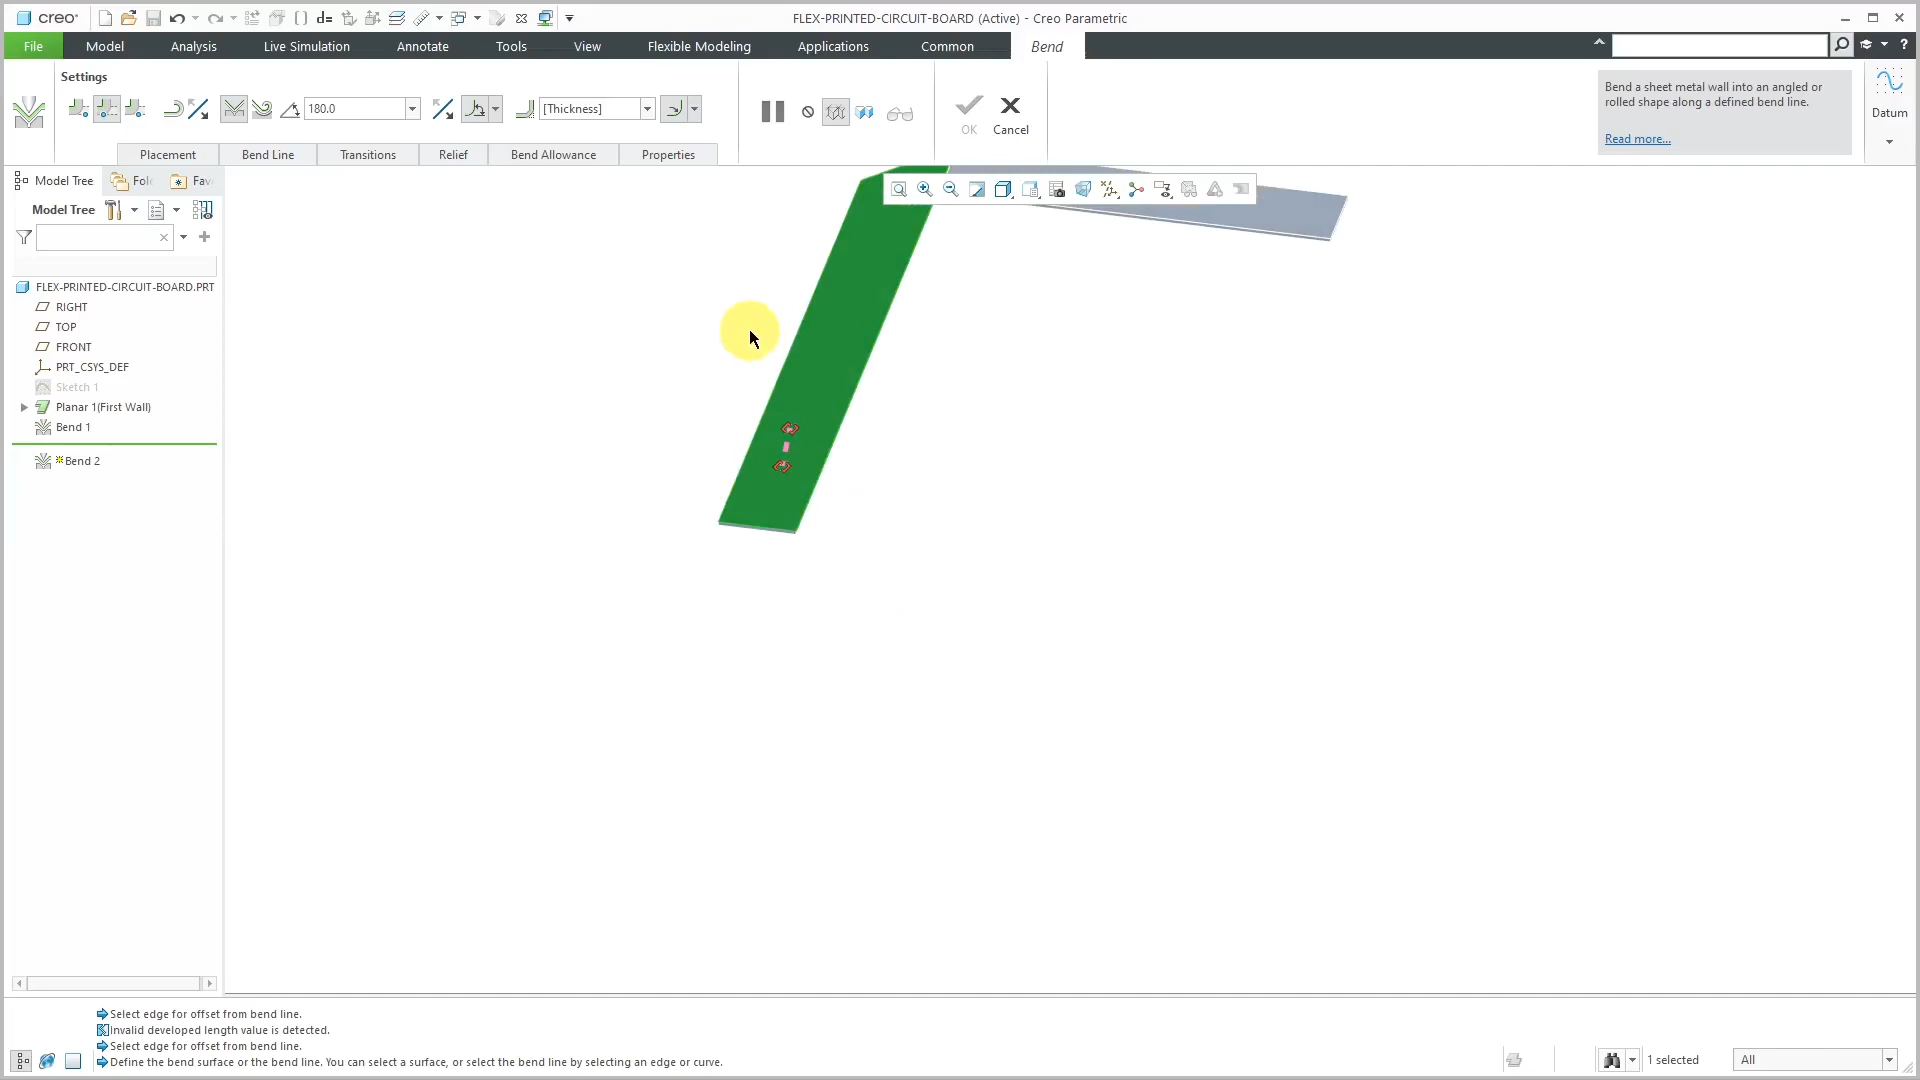 creo
d=
FLEX-PRINTED-CIRCUIT-BOARD (Active) - Creo Parametric
File
Model
Analysis
Live Simulation
Annotate
Tools
View
Flexible Modeling
Applications
Common
Bend
?
Settings
180.0
[Thickness]
OK
Cancel
Bend a sheet metal wall into an angled or
rolled shape along a defined bend line.
Read more...
Datum
Placement
Bend Line
Transitions
Relief
Bend Allowance
Properties
Model Tree
Fol
Fav
Model Tree
FLEX-PRINTED-CIRCUIT-BOARD.PRT
RIGHT
TOP
FRONT
PRT_CSYS_DEF
Sketch 1
Planar 1(First Wall)
Bend 1
Bend 2
Select edge for offset from bend line.
Invalid developed length value is detected.
Select edge for offset from bend line.
Define the bend surface or the bend line. You can select a surface, or select the bend line by selecting an edge or curve.
1 selected
All